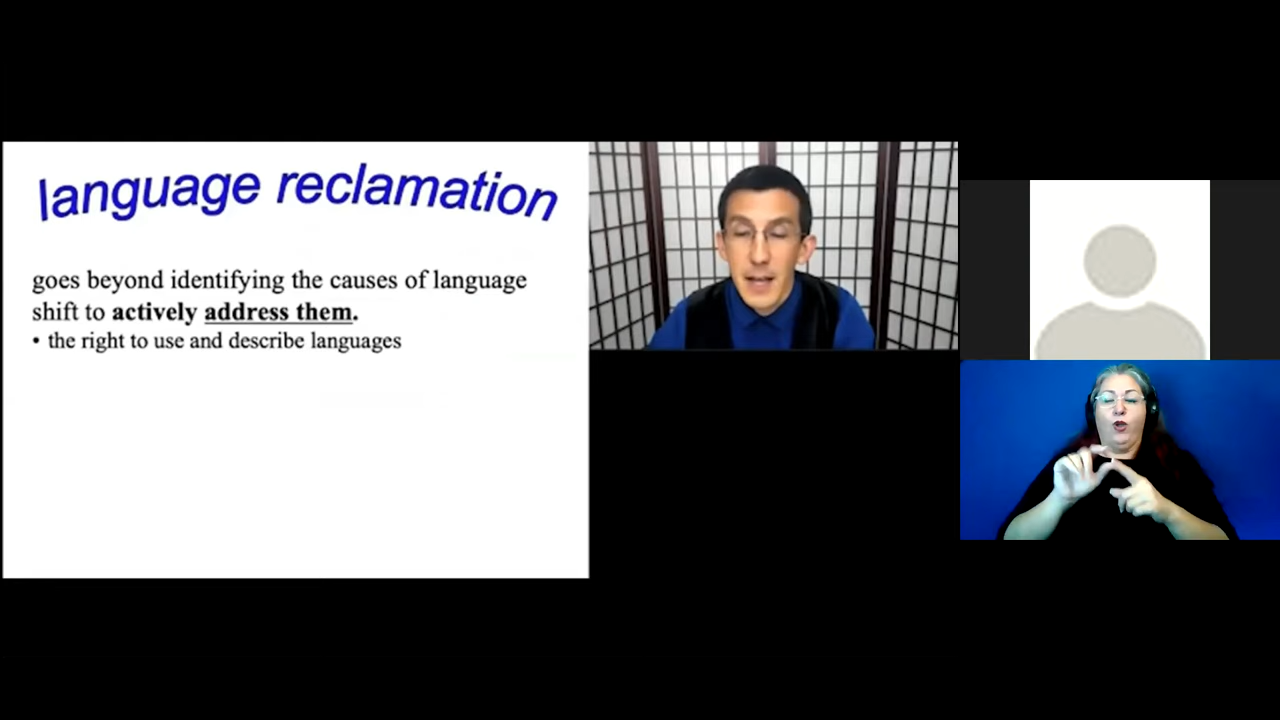 language reclamation
goes beyond identifying the causes of language
shift to actively address them.
• the right to use and describe languages